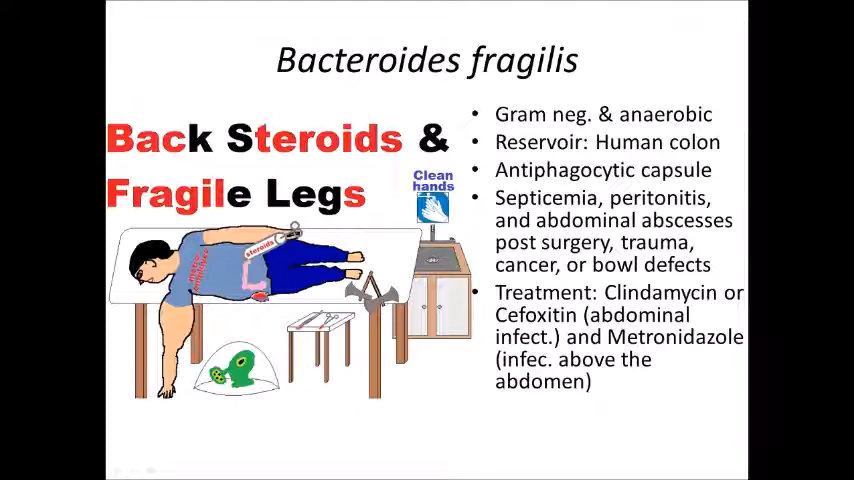 Bacteroides fragilis
Back Steroids &
Fragile Legs
Clean
hands
steroids
• Gram neg. & anaerobic
• Reservoir: Human colon
• Antiphagocytic capsule
• Septicemia, peritonitis,
and abdominal abscesses
post surgery, trauma,
cancer, or bowl defects
• Treatment: Clindamycin or
Cefoxitin (abdominal
infect.) and Metronidazole
(infec. above the
abdomen)